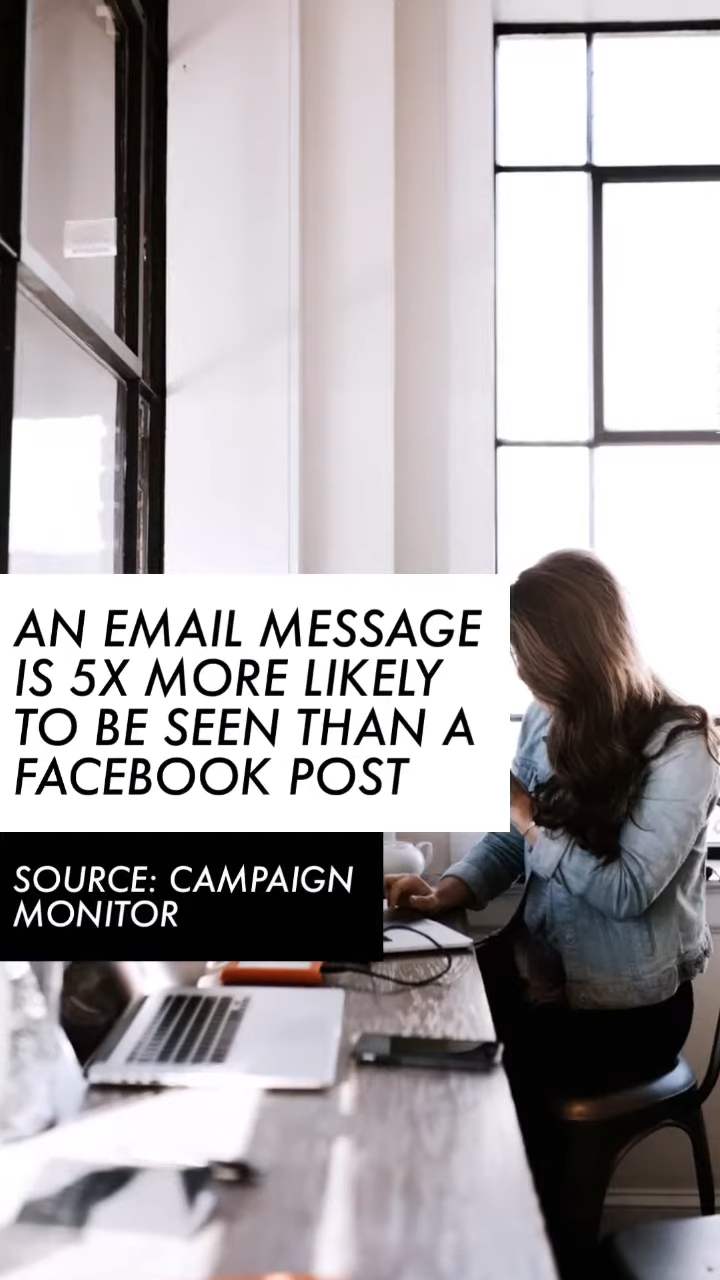 AN EMAIL MESSAGE
IS 5X MORE LIKELY
TO BE SEEN THAN A
FACEBOOK POST
SOURCE: CAMPAIGN
MONITOR